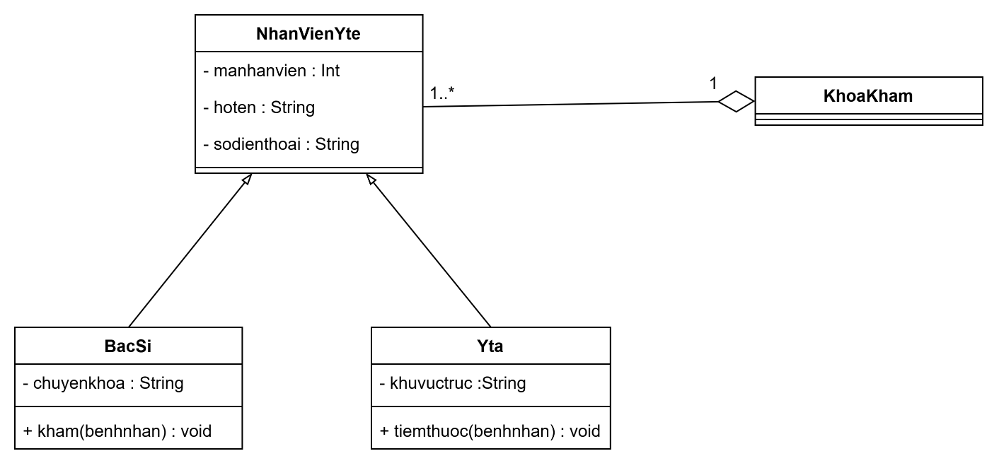 NhanVienYte
- manhanvien : Int
- hoten : String
- sodienthoai : String
1..*
1
KhoaKham
BacSi
- chuyenkhoa : String
+ kham(benhnhan) : void
Yta
- khuvuctruc :String
+ tiemthuoc(benhnhan) : void